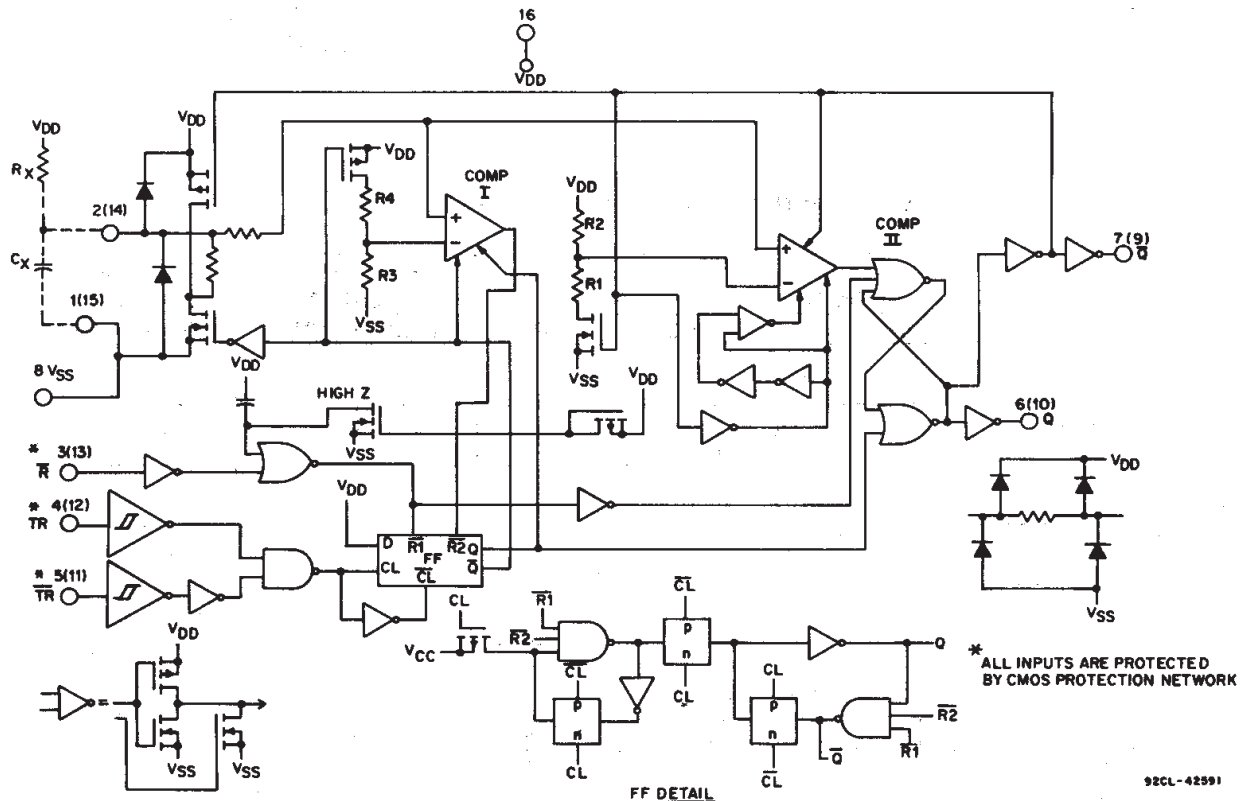 16
VDD
VDD
RX
CX
2(14)
1(15)
8 VSS
VDD
VDD
R4
R3
VSS
COMP
I
+
−
VDD
R2
R1
VSS
+
−
COMP
II
7(9)
Q̅
6(10)
Q
VDD
HIGH Z
VSS
VDD
* 3(13)
R̅
* 4(12)
TR
* 5(11)
T̅R̅
VDD
D
R̅1̅
R̅2̅
Q
FF
CL
C̅L̅
Q̅
VDD
VSS
* ALL INPUTS ARE PROTECTED
BY CMOS PROTECTION NETWORK
VDD
=
VSS
VSS
CL
VCC
R̅1̅
R̅2̅
C̅L̅
p
n
CL
C̅L̅
p
n
CL
Q
CL
p
n
C̅L̅
Q̅
R̅2̅
R̅1̅
FF DETAIL
92CL-42591